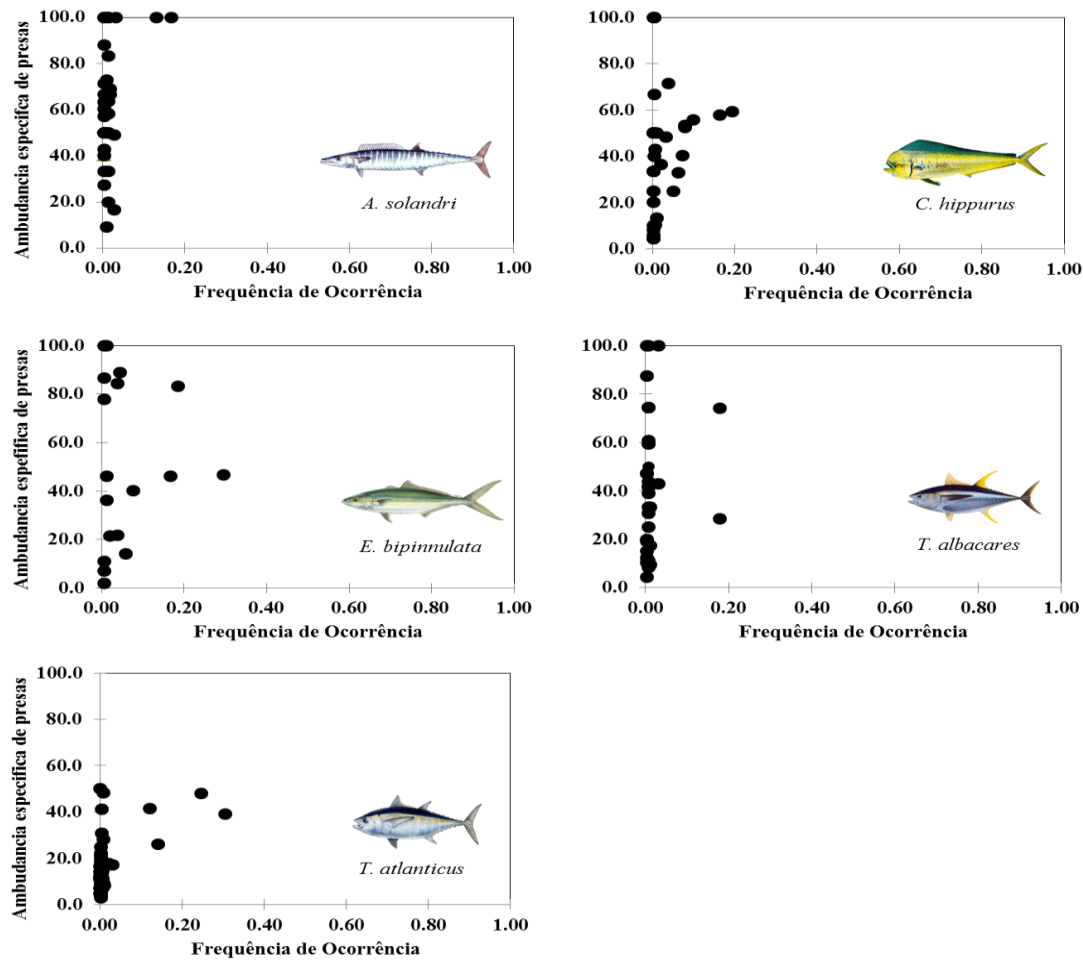 Ambudancia especifca de presas
100.0
80.0
60.0
40.0
20.0
0.0
0.00 0.20 0.40 0.60 0.80 1.00
Frequência de Ocorrência
A. solandri
100.0
80.0
60.0
40.0
20.0
0.0
0.00 0.20 0.40 0.60 0.80 1.00
Frequência de Ocorrência
C. hippurus
Ambudancia espefifica de presas
100.0
80.0
60.0
40.0
20.0
0.0
0.00 0.20 0.40 0.60 0.80 1.00
Frequência de Ocorrência
E. bipinnulata
100.0
80.0
60.0
40.0
20.0
0.0
0.00 0.20 0.40 0.60 0.80 1.00
Frequência de Ocorrência
T. albacares
Ambudancia especifica de presas
100.0
80.0
60.0
40.0
20.0
0.0
0.00 0.20 0.40 0.60 0.80 1.00
Frequência de Ocorrência
T. atlanticus